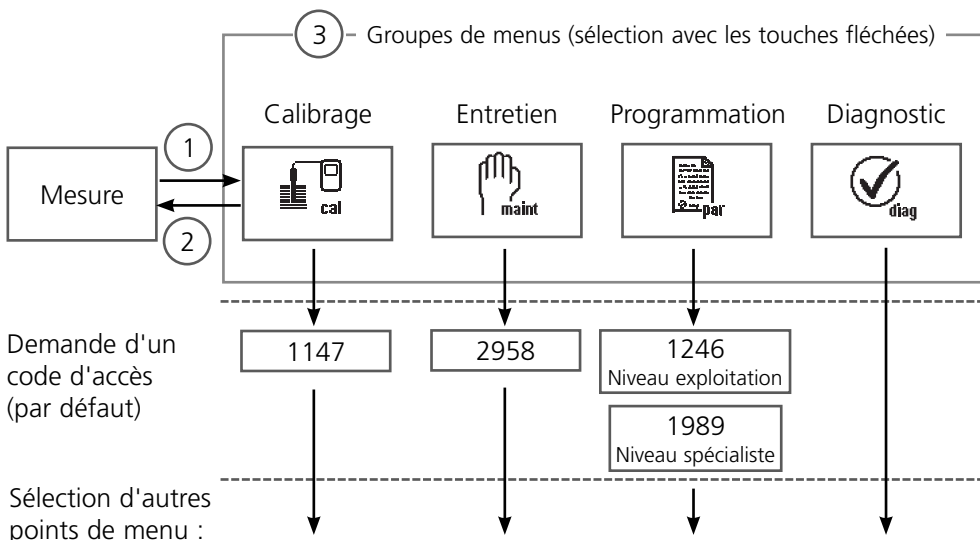 3 Groupes de menus (sélection avec les touches fléchées)
Calibrage Entretien Programmation Diagnostic
Mesure
1
2
cal
maint
par
diag
Demande d'un
code d'accès
(par défaut)
1147
2958
1246
Niveau exploitation
1989
Niveau spécialiste
Sélection d'autres
points de menu :